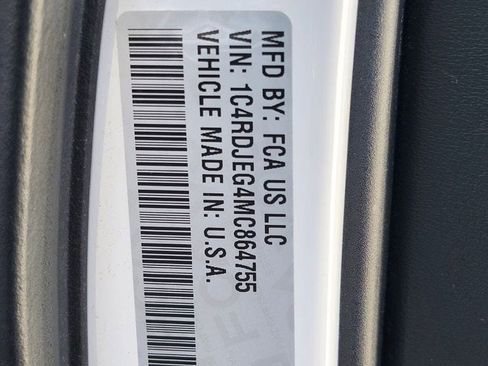 MFD BY: FCA US LLC
VIN: 1C4RDJEG4MC864755
VEHICLE MADE IN: U.S.A.